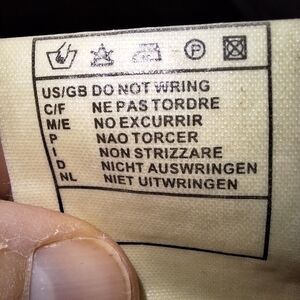 P
US/GB DO NOT WRING
C/F NE PAS TORDRE
M/E NO EXCURRIR
P NAO TORCER
I NON STRIZZARE
D NICHT AUSWRINGEN
NL NIET UITWRINGEN